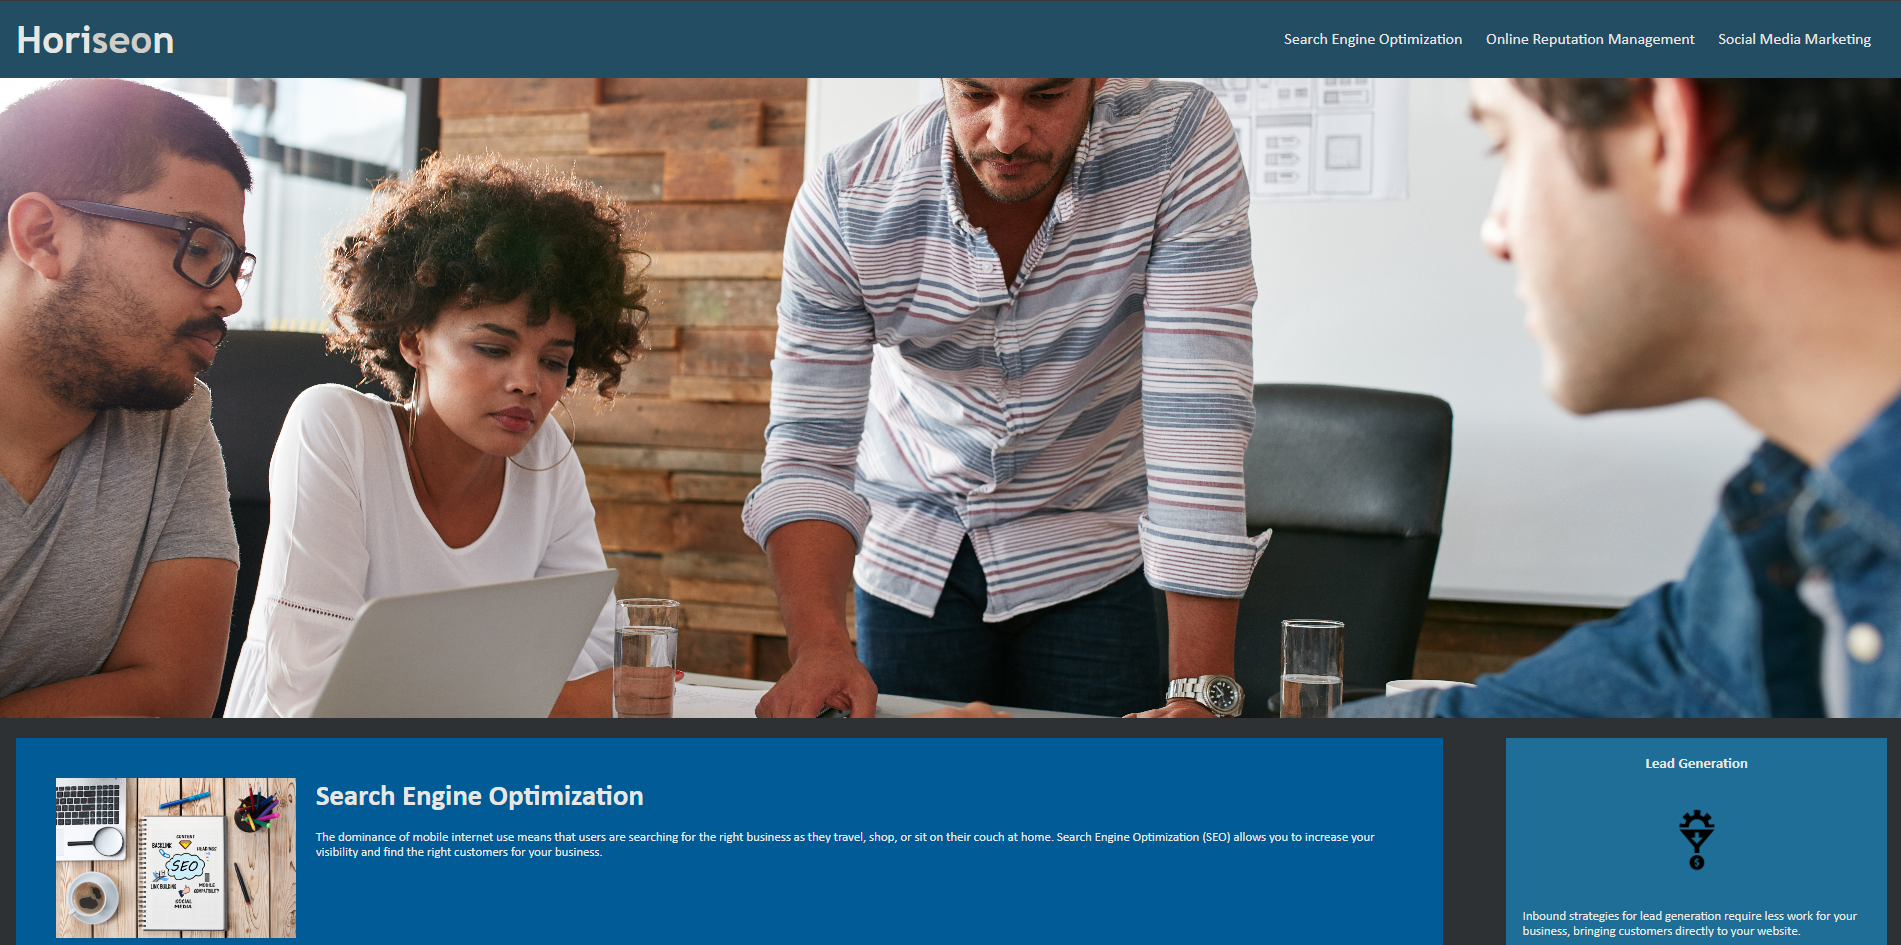 Horiseon
Search Engine Optimization
Online Reputation Management
Social Media Marketing
Search Engine Optimization
The dominance of mobile internet use means that users are searching for the right business as they travel, shop, or sit on their couch at home. Search Engine Optimization (SEO) allows you to increase your
visibility and find the right customers for your business.
CONTENT
BACKLINK
HEADINGS
SEO
LINK BUILDING
MOBILE
COMPATIBLE?
SOCIAL
MEDIA
Lead Generation
$
Inbound strategies for lead generation require less work for your
business, bringing customers directly to your website.